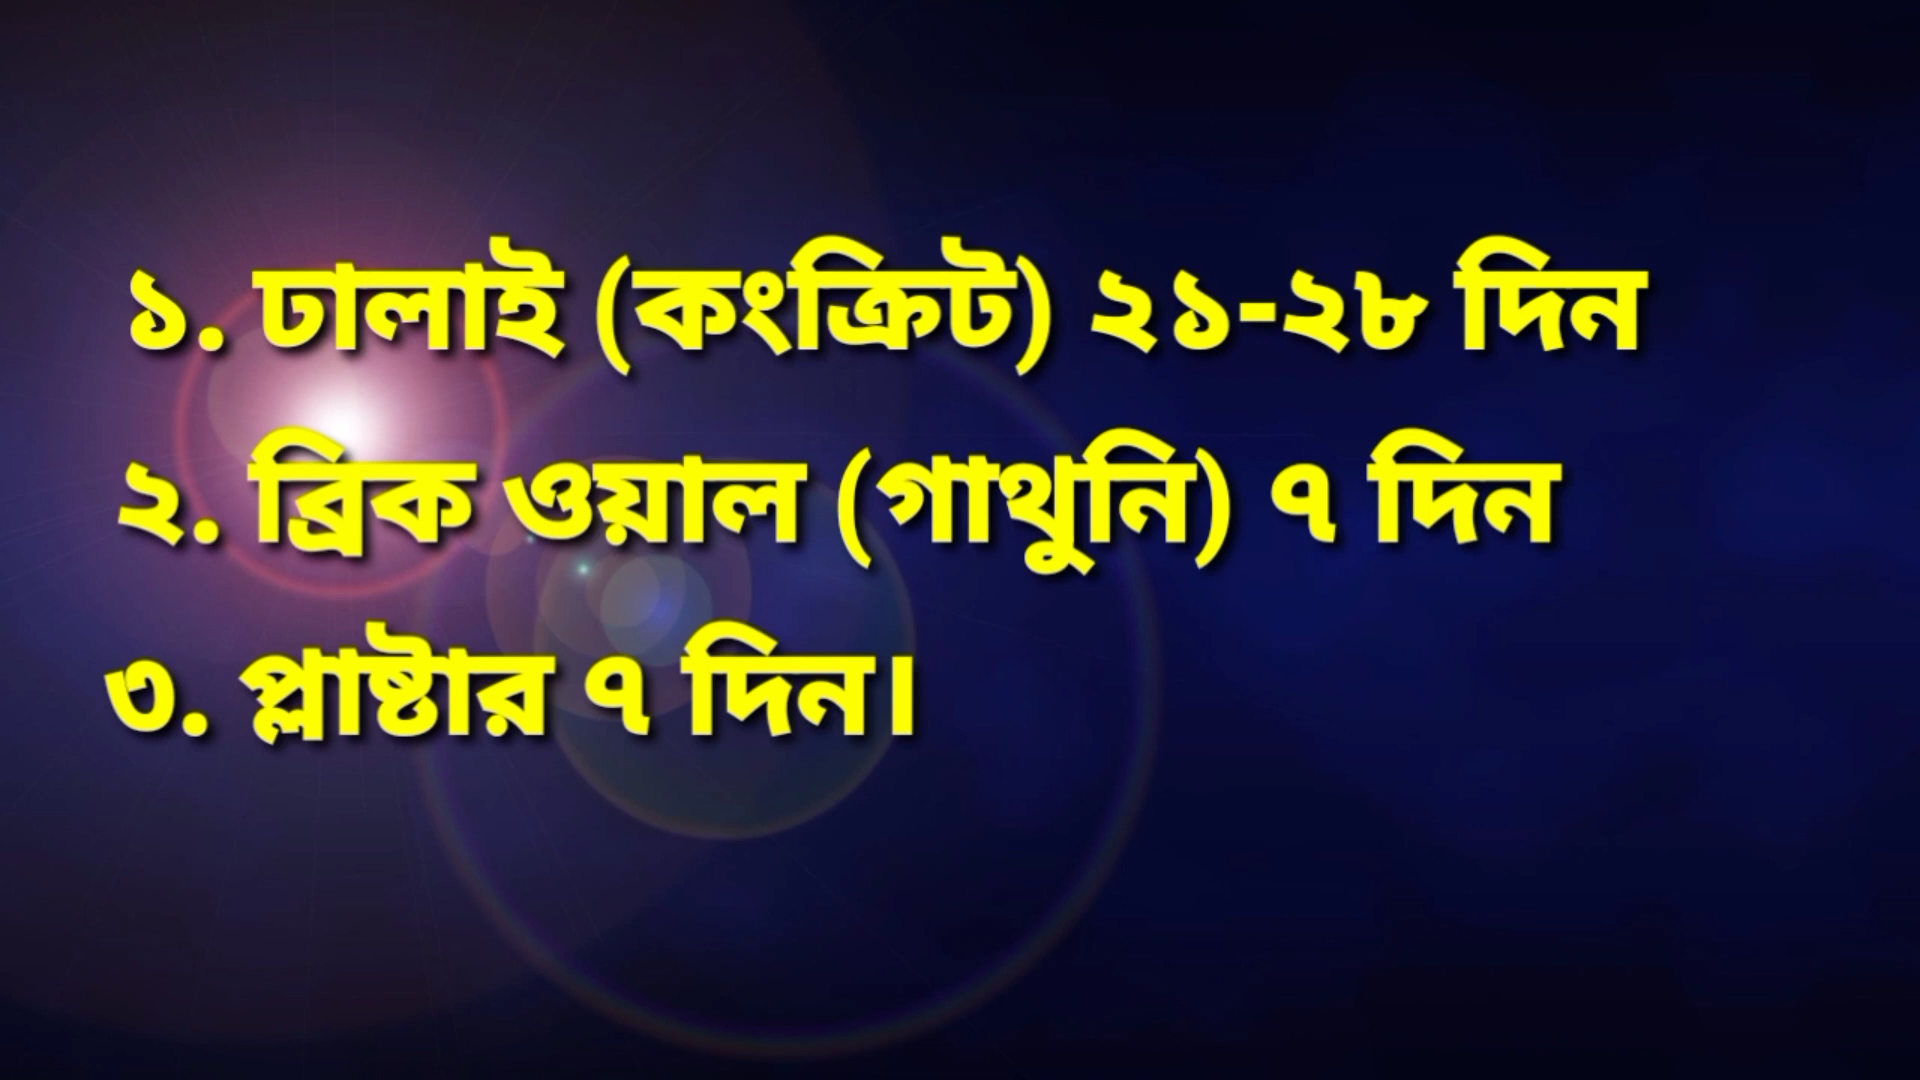 ১. ঢালাই (কংক্রিট) ২১-২৮ দিন
২. ব্রিক ওয়াল (গাথুনি) ৭ দিন
৩. প্লাষ্টার ৭ দিন।